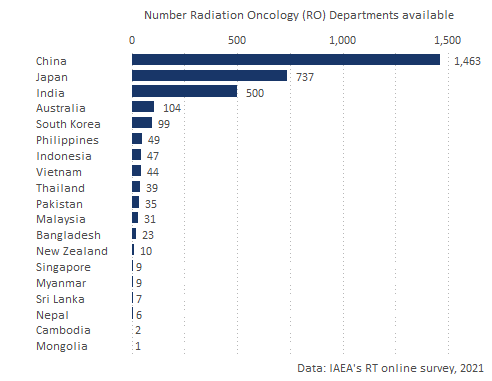 Number Radiation Oncology (RO) Departments available
0 500 1,000 1,500
China 1,463
Japan 737
India 500
Australia 104
South Korea 99
Philippines 49
Indonesia 47
Vietnam 44
Thailand 39
Pakistan 35
Malaysia 31
Bangladesh 23
New Zealand 10
Singapore 9
Myanmar 9
Sri Lanka 7
Nepal 6
Cambodia 2
Mongolia 1
Data: IAEA's RT online survey, 2021